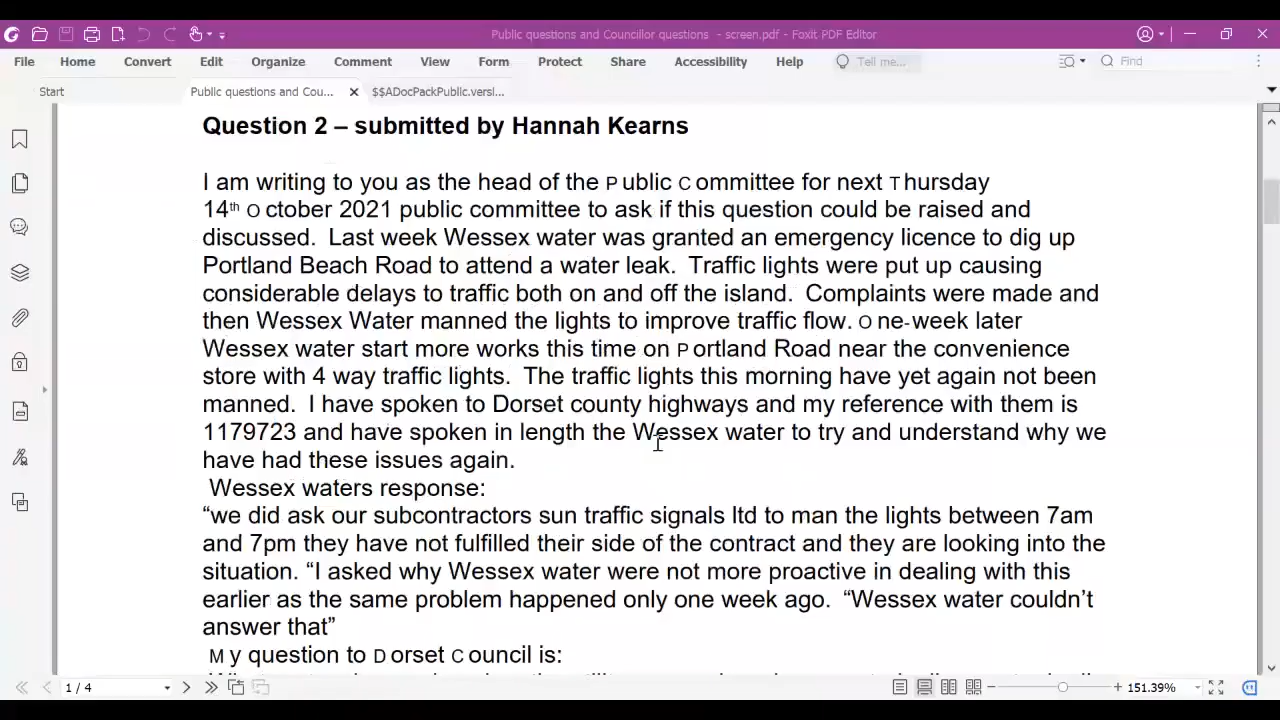 Public questions and Councillor questions - screen.pdf - Foxit PDF Editor
File Home Convert Edit Organize Comment View Form Protect Share Accessibility Help Tell me... Find
Start Public questions and Cou... $$ADocPackPublic.versi...
Question 2 – submitted by Hannah Kearns
I am writing to you as the head of the P ublic C ommittee for next T hursday
14th O ctober 2021 public committee to ask if this question could be raised and
discussed. Last week Wessex water was granted an emergency licence to dig up
Portland Beach Road to attend a water leak. Traffic lights were put up causing
considerable delays to traffic both on and off the island. Complaints were made and
then Wessex Water manned the lights to improve traffic flow. O ne-week later
Wessex water start more works this time on P ortland Road near the convenience
store with 4 way traffic lights. The traffic lights this morning have yet again not been
manned. I have spoken to Dorset county highways and my reference with them is
1179723 and have spoken in length the Wessex water to try and understand why we
have had these issues again.
Wessex waters response:
“we did ask our subcontractors sun traffic signals ltd to man the lights between 7am
and 7pm they have not fulfilled their side of the contract and they are looking into the
situation. “I asked why Wessex water were not more proactive in dealing with this
earlier as the same problem happened only one week ago. “Wessex water couldn’t
answer that”
M y question to D orset C ouncil is:
1 / 4 151.39%